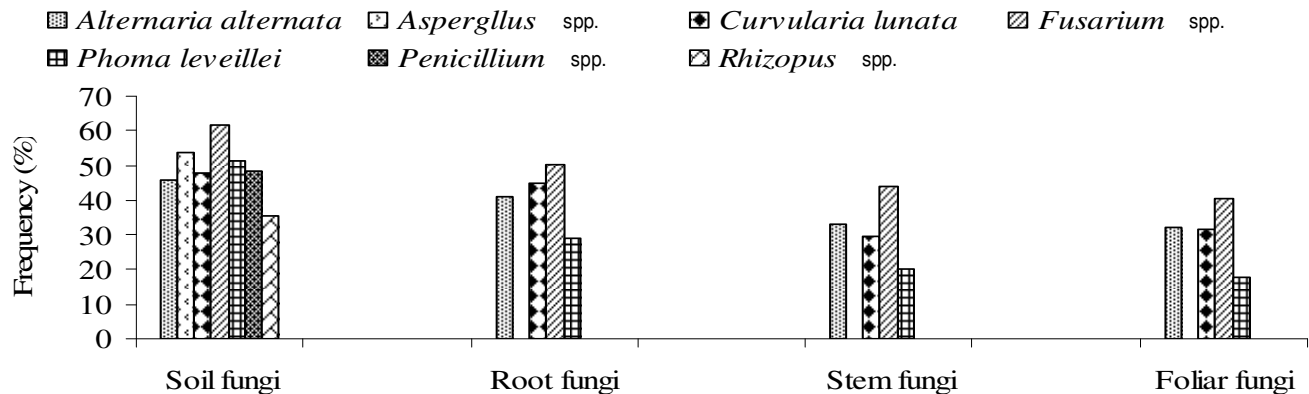 Alternaria alternata Aspergllus spp. Curvularia lunata Fusarium spp.
Phoma leveillei Penicillium spp. Rhizopus spp.
70
60
50
40
30
20
10
0
Frequency (%)
Soil fungi Root fungi Stem fungi Foliar fungi